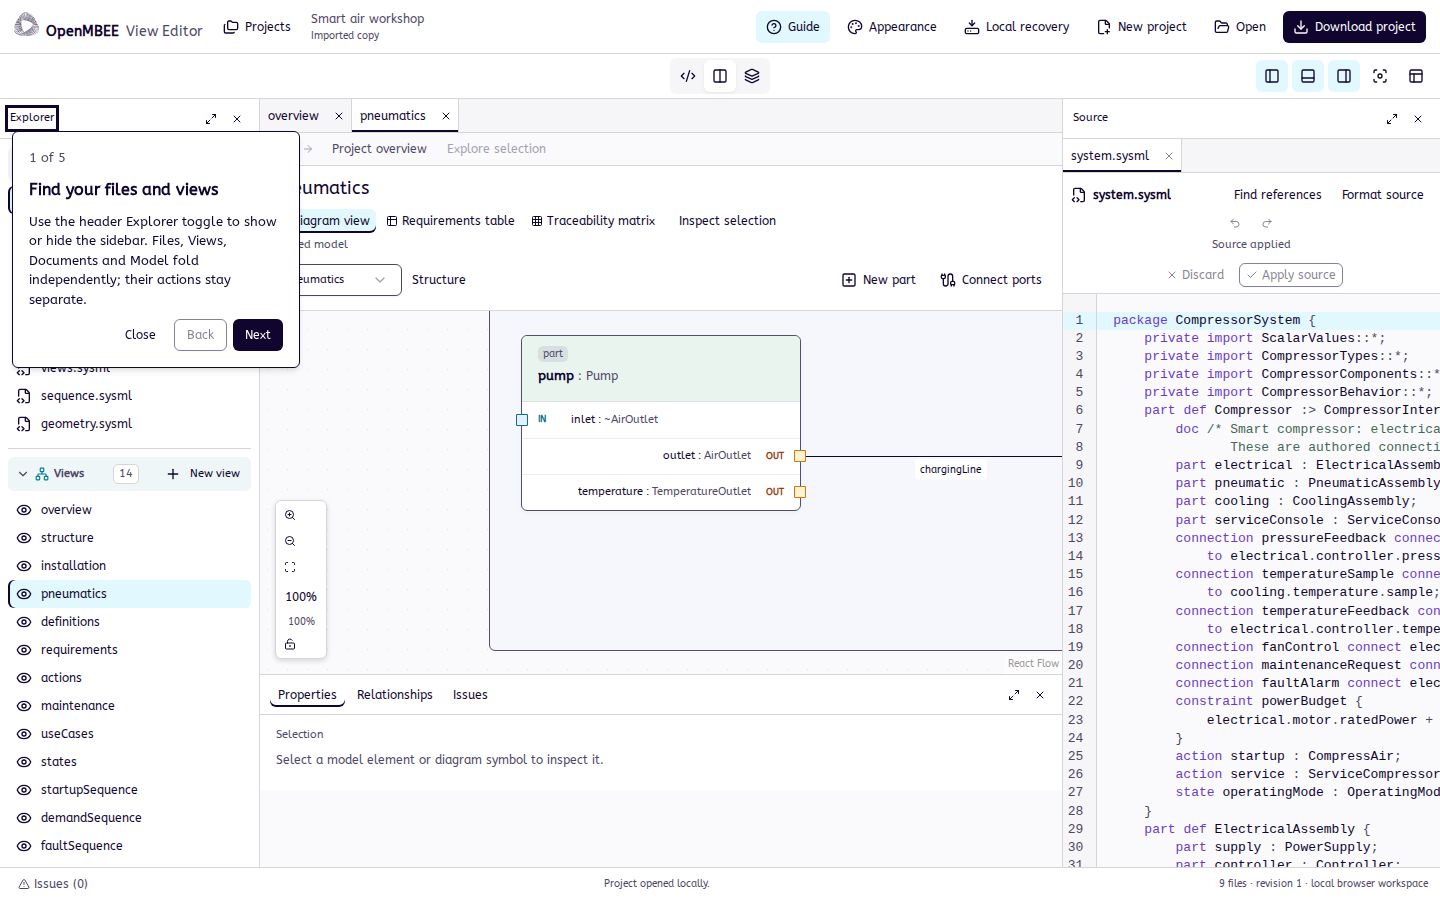 OpenMBEE View Editor
Projects
Smart air workshop
Imported copy
Guide
Appearance
Local recovery
New project
Open
Download project
Explorer
1 of 5
Find your files and views
Use the header Explorer toggle to show
or hide the sidebar. Files, Views,
Documents and Model fold
independently; their actions stay
separate.
Close
Back
Next
sequence.sysml
geometry.sysml
Views
14
New view
overview
structure
installation
pneumatics
definitions
requirements
actions
maintenance
useCases
states
startupSequence
demandSequence
faultSequence
overview
pneumatics
Project overview
Explore selection
Requirements table
Traceability matrix
Inspect selection
model
Structure
New part
Connect ports
part
pump : Pump
IN inlet : ~AirOutlet
outlet : AirOutlet OUT
temperature : TemperatureOutlet OUT
chargingLine
100%
100%
React Flow
Properties
Relationships
Issues
Selection
Select a model element or diagram symbol to inspect it.
Source
system.sysml
system.sysml
Find references
Format source
Source applied
Discard
Apply source
1 package CompressorSystem {
2 private import ScalarValues::*;
3 private import CompressorTypes::*;
4 private import CompressorComponents::*
5 private import CompressorBehavior::*;
6 part def Compressor :> CompressorInter
7 doc /* Smart compressor: electrica
8 These are authored connecti
9 part electrical : ElectricalAssemb
10 part pneumatic : PneumaticAssembly
11 part cooling : CoolingAssembly;
12 part serviceConsole : ServiceConso
13 connection pressureFeedback connec
14 to electrical.controller.press
15 connection temperatureSample conne
16 to cooling.temperature.sample;
17 connection temperatureFeedback con
18 to electrical.controller.tempe
19 connection fanControl connect elec
20 connection maintenanceRequest conn
21 connection faultAlarm connect elec
22 constraint powerBudget {
23 electrical.motor.ratedPower +
24 }
25 action startup : CompressAir;
26 action service : ServiceCompressor
27 state operatingMode : OperatingMod
28 }
29 part def ElectricalAssembly {
30 part supply : PowerSupply;
31 part controller : Controller;
Issues (0)
Project opened locally.
9 files · revision 1 · local browser workspace